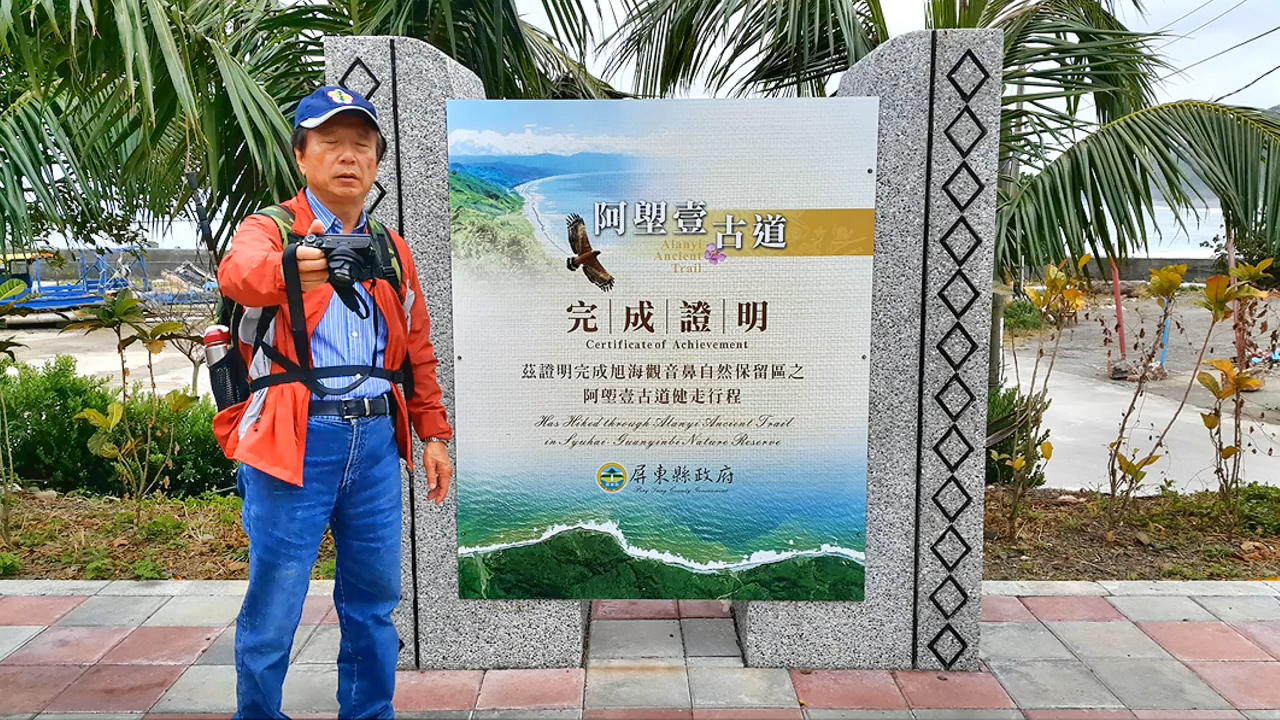 阿塱壹古道
Alanyi
Ancient
Trail
完成證明
Certificate of Achievement
茲證明完成旭海觀音鼻自然保留區之
阿塱壹古道健走行程
Has Hiked through Alanyi Ancient Trail
in Syuhai-Guanyinbi Nature Reserve
屏東縣政府
Ping Tung County Government